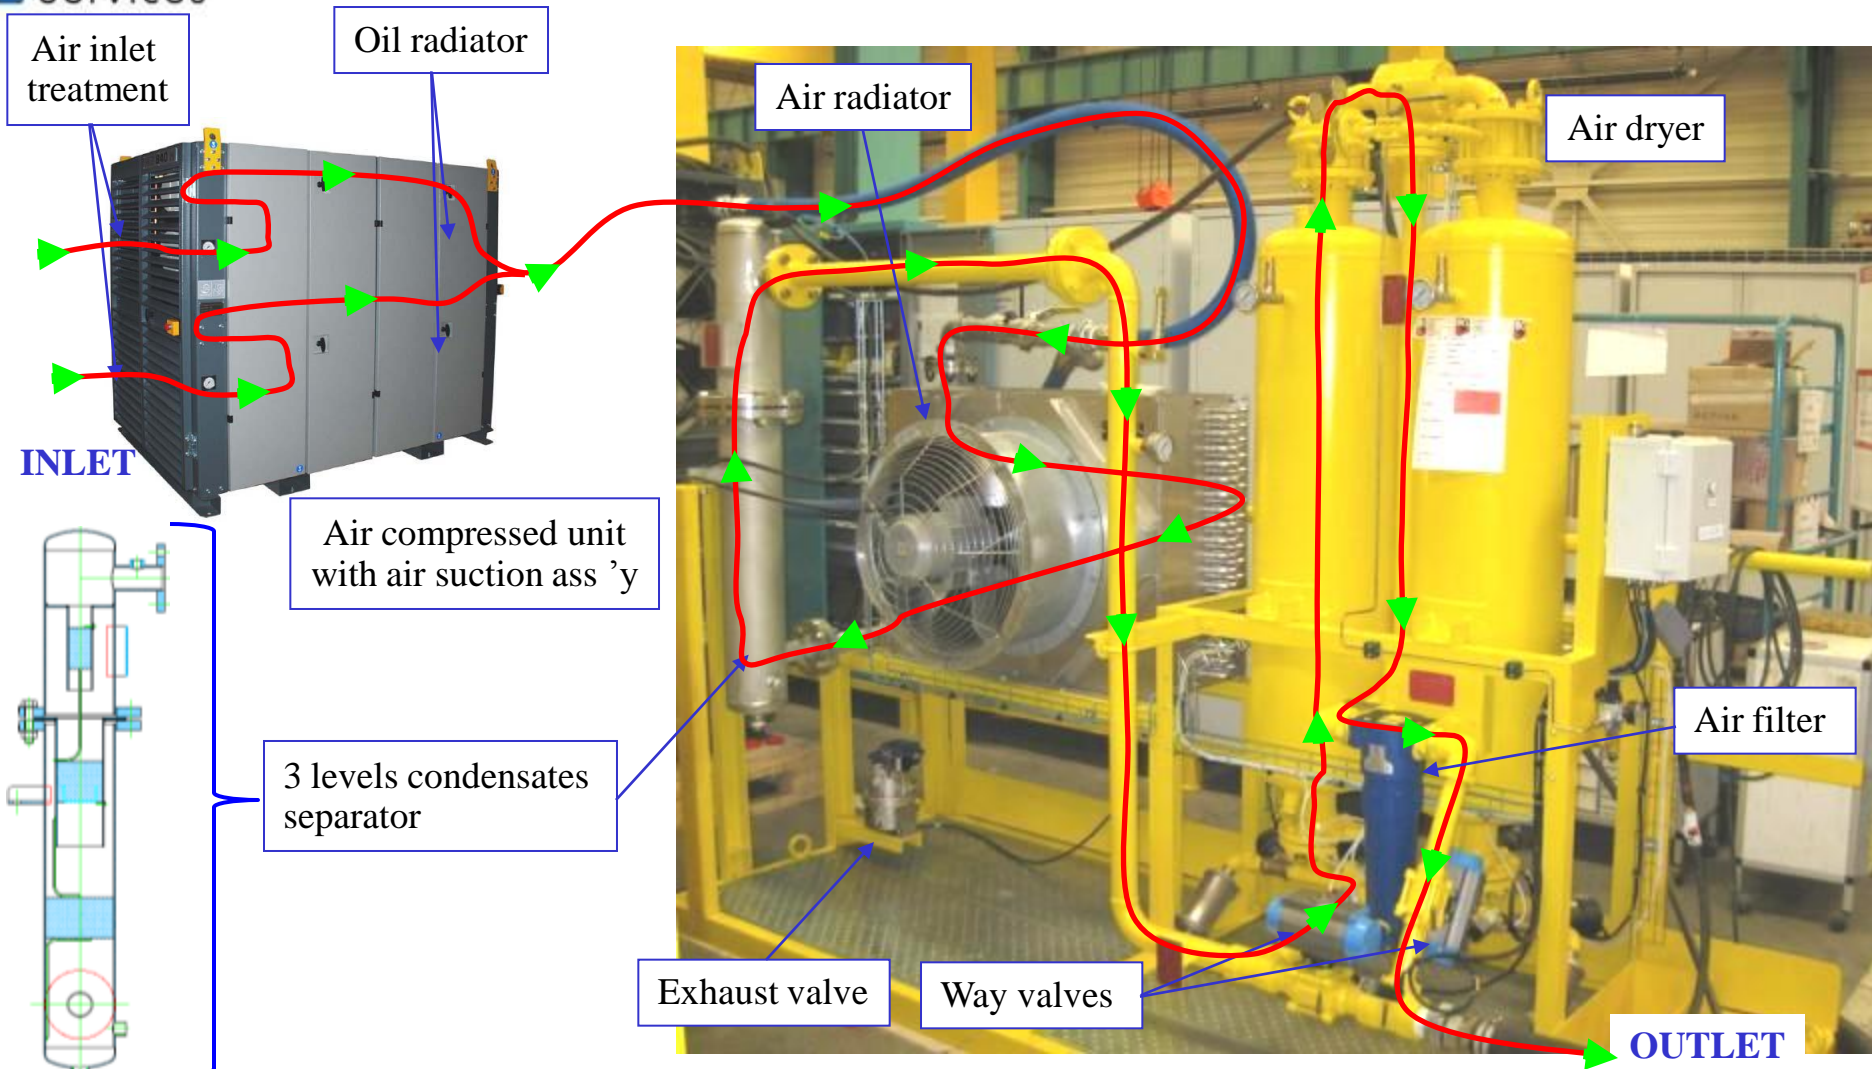 Services
Air inlet
treatment
Oil radiator
Air radiator
Air dryer
INLET
Air compressed unit
with air suction ass ’y
3 levels condensates
separator
Air filter
Exhaust valve
Way valves
OUTLET